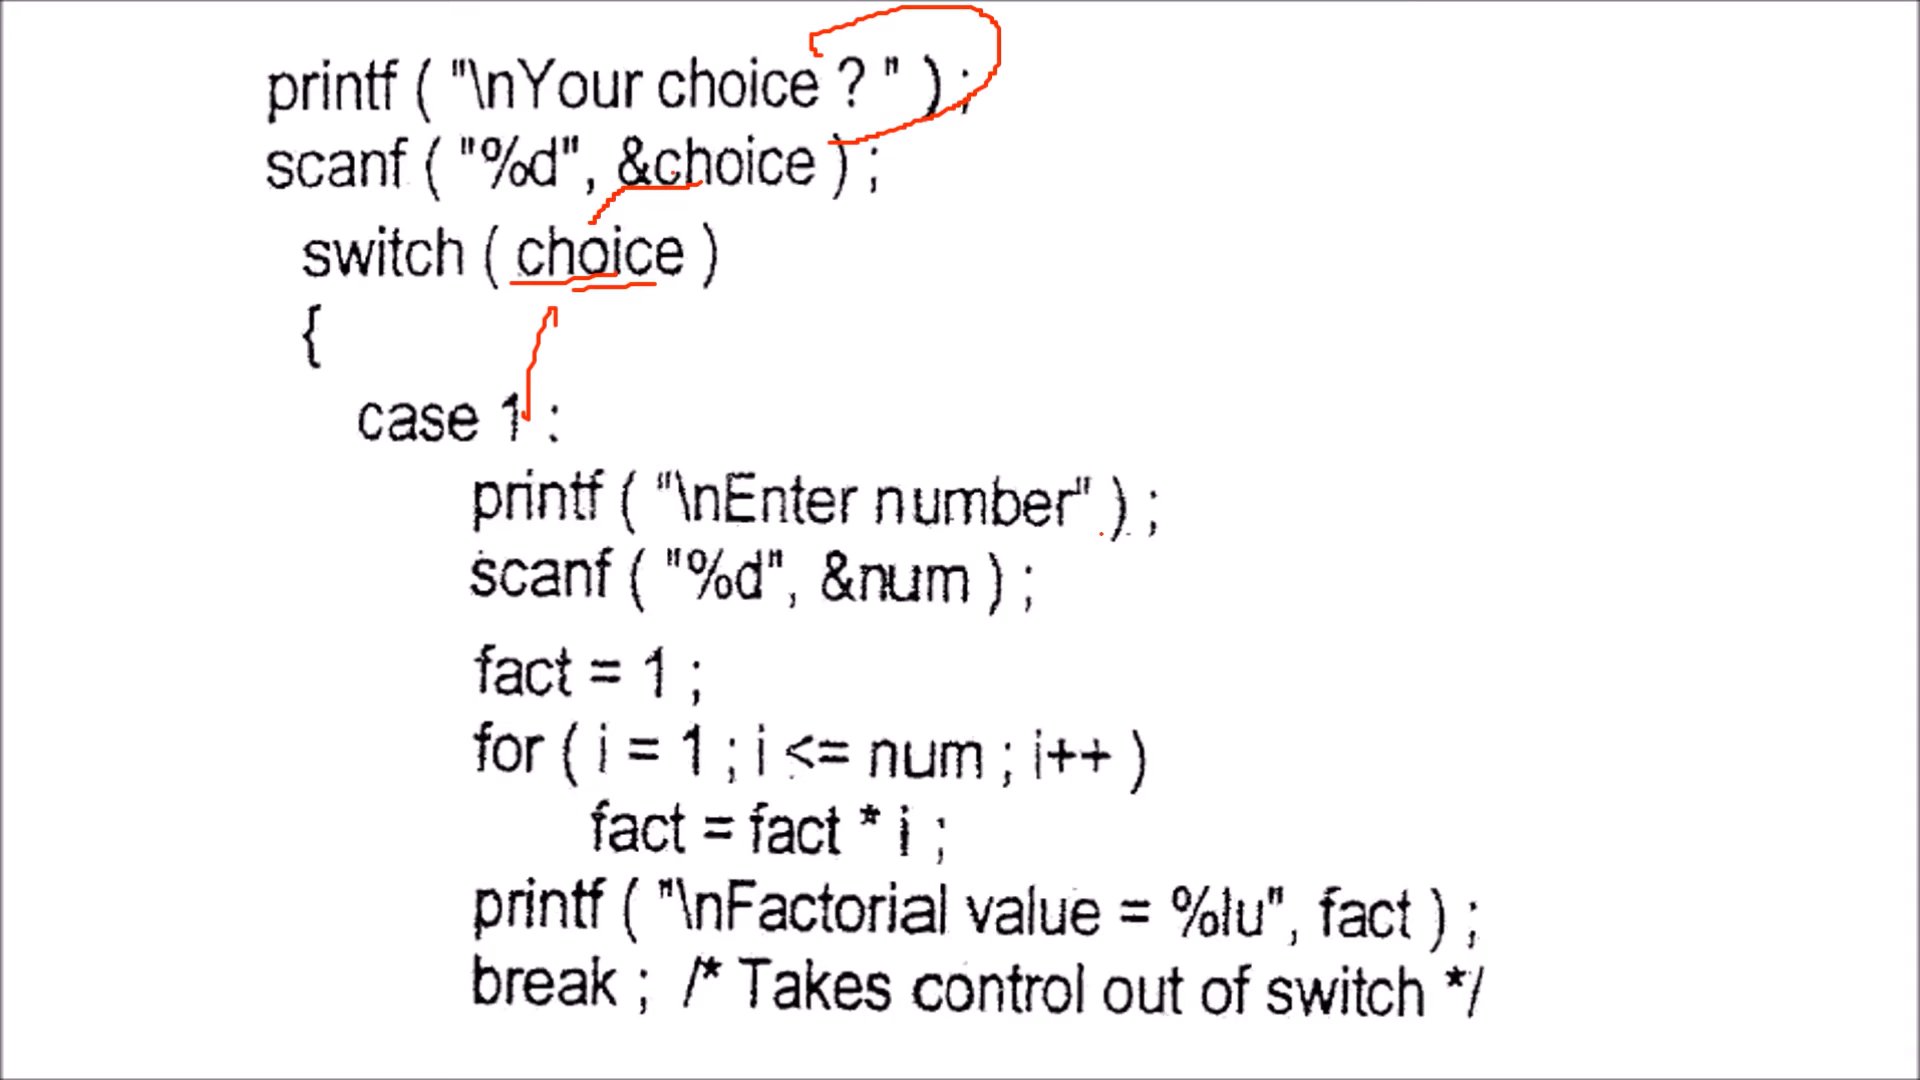 printf ( "\nYour choice ? " ) ;
scanf ( "%d", &choice ) ;
switch ( choice )
{
case 1 :
printf ( "\nEnter number" ) ;
scanf ( "%d", &num ) ;
fact = 1 ;
for ( i = 1 ; i <= num ; i++ )
fact = fact * i ;
printf ( "\nFactorial value = %lu", fact ) ;
break ; /* Takes control out of switch */